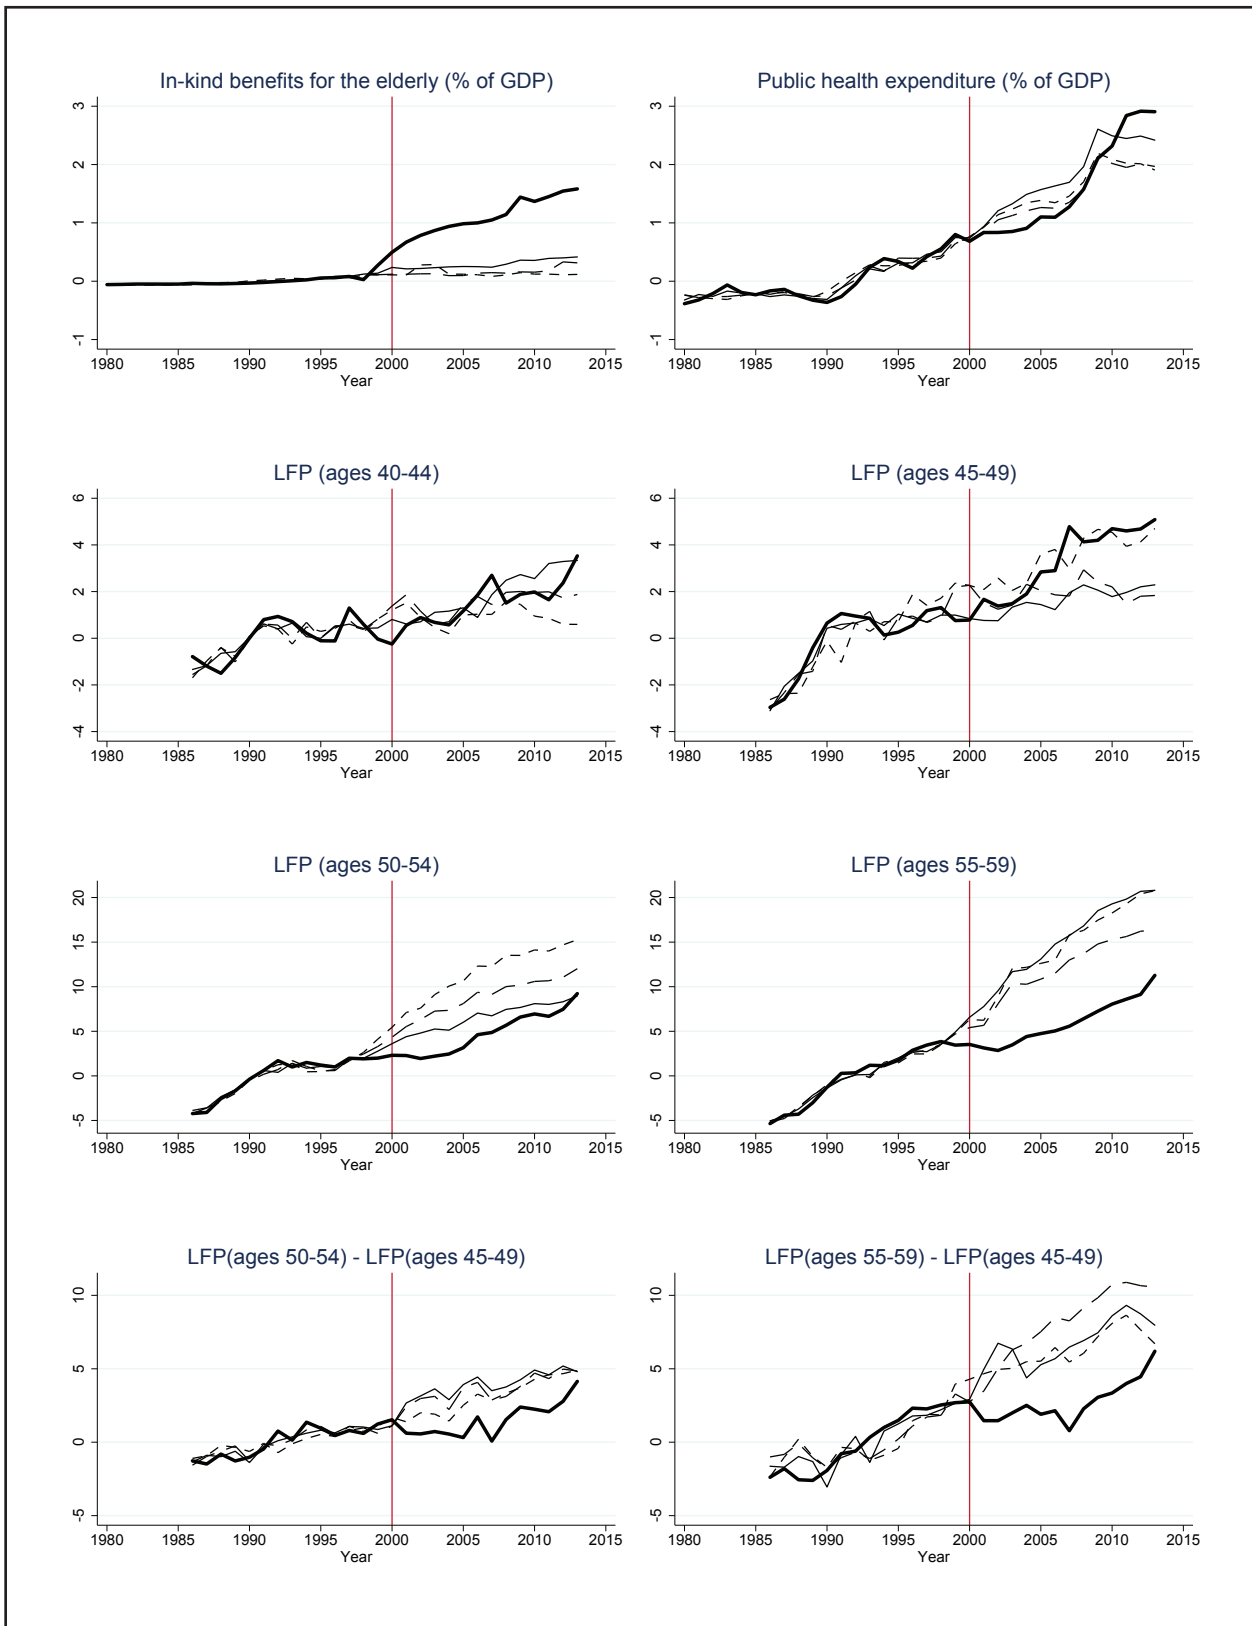 In-kind benefits for the elderly (% of GDP)
3
2
1
0
-1
1980 1985 1990 1995 2000 2005 2010 2015
Year
Public health expenditure (% of GDP)
3
2
1
0
-1
1980 1985 1990 1995 2000 2005 2010 2015
Year
LFP (ages 40-44)
6
4
2
0
-2
-4
1980 1985 1990 1995 2000 2005 2010 2015
Year
LFP (ages 45-49)
6
4
2
0
-2
-4
1980 1985 1990 1995 2000 2005 2010 2015
Year
LFP (ages 50-54)
20
15
10
5
0
-5
1980 1985 1990 1995 2000 2005 2010 2015
Year
LFP (ages 55-59)
20
15
10
5
0
-5
1980 1985 1990 1995 2000 2005 2010 2015
Year
LFP(ages 50-54) - LFP(ages 45-49)
10
5
0
-5
1980 1985 1990 1995 2000 2005 2010 2015
Year
LFP(ages 55-59) - LFP(ages 45-49)
10
5
0
-5
1980 1985 1990 1995 2000 2005 2010 2015
Year